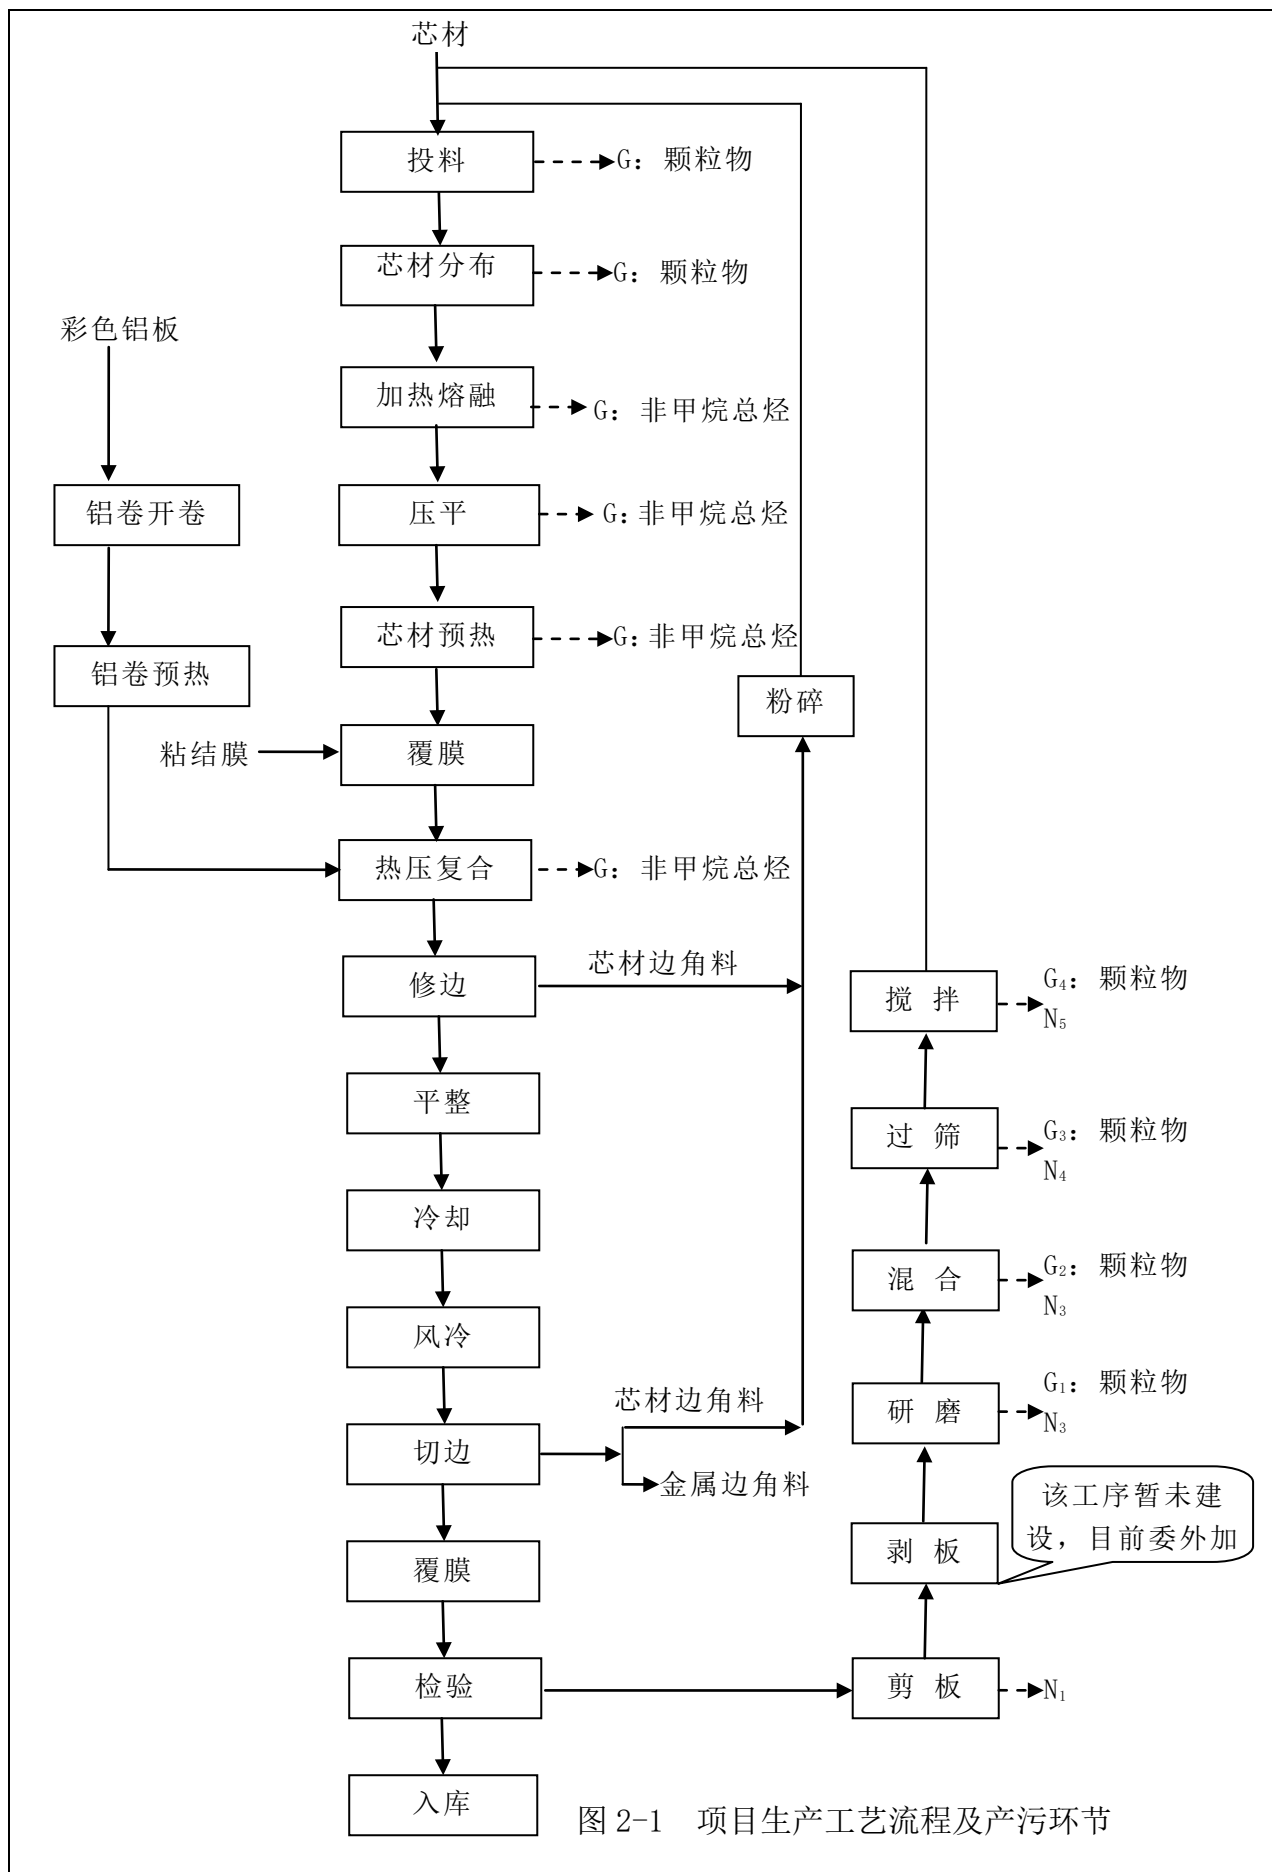 芯材
投料
G：颗粒物
芯材分布
G：颗粒物
彩色铝板
加热熔融
G：非甲烷总烃
铝卷开卷
压平
G：非甲烷总烃
芯材预热
G：非甲烷总烃
铝卷预热
粉碎
粘结膜
覆膜
热压复合
G：非甲烷总烃
修边
芯材边角料
搅 拌
G₄：颗粒物
N₅
平整
过 筛
G₃：颗粒物
N₄
冷却
混 合
G₂：颗粒物
N₃
风冷
研 磨
G₁：颗粒物
N₃
切边
芯材边角料
金属边角料
该工序暂未建
设，目前委外加
剥 板
覆膜
检验
剪 板
N₁
入库
图 2-1 项目生产工艺流程及产污环节